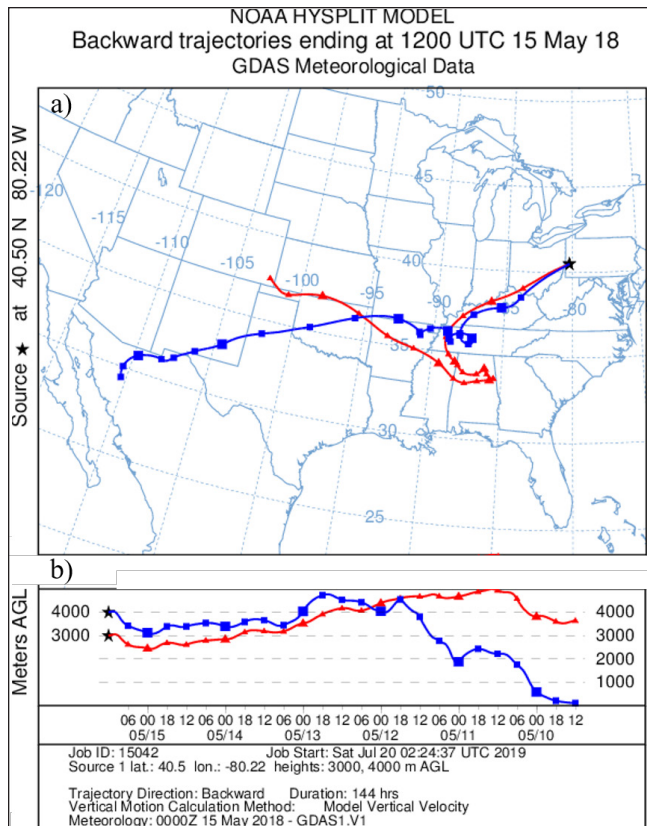 NOAA HYSPLIT MODEL
Backward trajectories ending at 1200 UTC 15 May 18
GDAS Meteorological Data
a)
Source ★ at 40.50 N 80.22 W
50
-120
45
-115
-110
-105
40
-100
-95
-90
-85
-80
-75
35
30
25
b)
Meters AGL
4000 4000
3000 3000
2000
1000
06 00 18 12 06 00 18 12 06 00 18 12 06 00 18 12 06 00 18 12 06 00 18 12
05/15 05/14 05/13 05/12 05/11 05/10
Job ID: 15042 Job Start: Sat Jul 20 02:24:37 UTC 2019
Source 1 lat.: 40.5 lon.: -80.22 heights: 3000, 4000 m AGL
Trajectory Direction: Backward Duration: 144 hrs
Vertical Motion Calculation Method: Model Vertical Velocity
Meteorology: 0000Z 15 May 2018 - GDAS1.V1